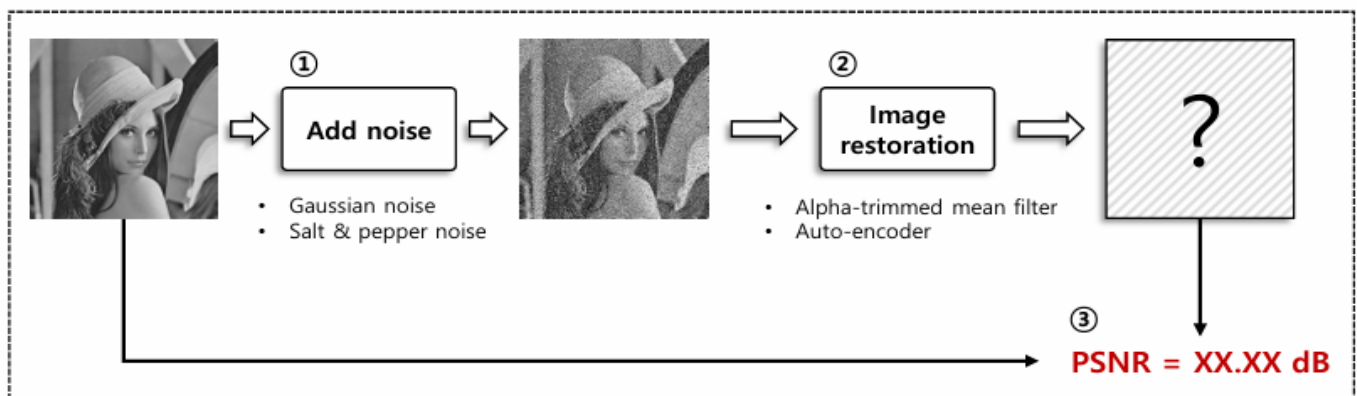 ①
Add noise
• Gaussian noise
• Salt & pepper noise
②
Image
restoration
• Alpha-trimmed mean filter
• Auto-encoder
?
③
PSNR = XX.XX dB